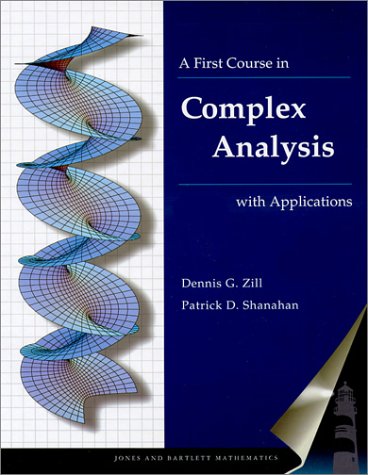 A First Course in
Complex
Analysis
with Applications
Dennis G. Zill
Patrick D. Shanahan
JONES AND BARTLETT MATHEMATICS